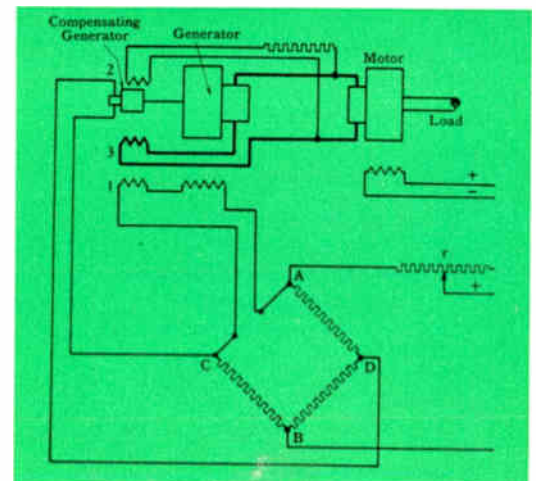 Compensating
Generator
Generator
Motor
2
Load
3
1
+
−
r
A
+
C
D
B